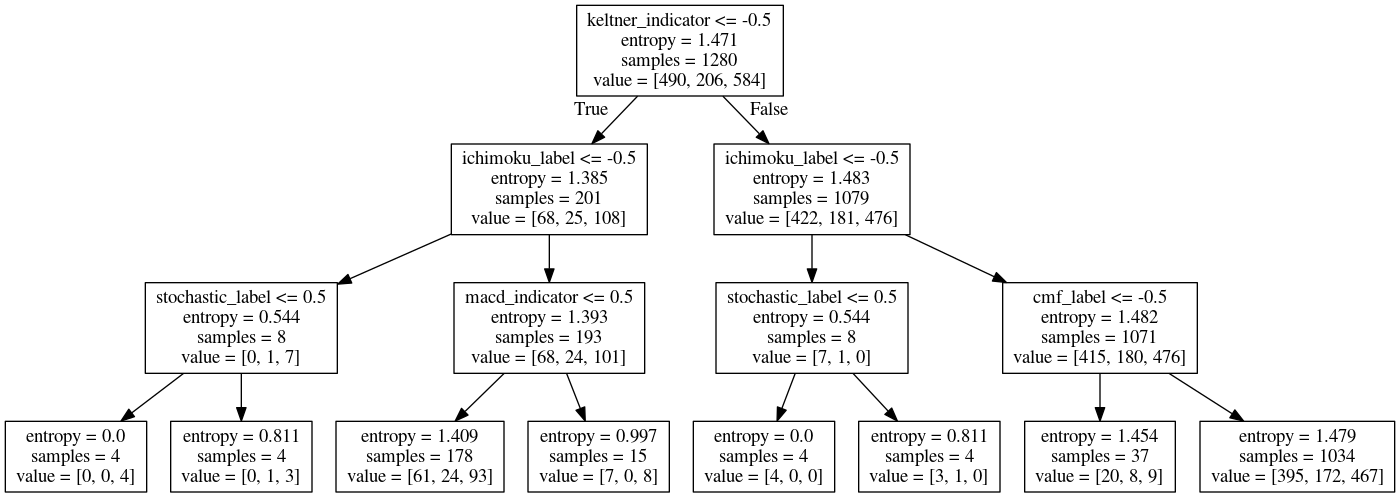 keltner_indicator <= -0.5
entropy = 1.471
samples = 1280
value = [490, 206, 584]
True
False
ichimoku_label <= -0.5
entropy = 1.385
samples = 201
value = [68, 25, 108]
ichimoku_label <= -0.5
entropy = 1.483
samples = 1079
value = [422, 181, 476]
stochastic_label <= 0.5
entropy = 0.544
samples = 8
value = [0, 1, 7]
macd_indicator <= 0.5
entropy = 1.393
samples = 193
value = [68, 24, 101]
stochastic_label <= 0.5
entropy = 0.544
samples = 8
value = [7, 1, 0]
cmf_label <= -0.5
entropy = 1.482
samples = 1071
value = [415, 180, 476]
entropy = 0.0
samples = 4
value = [0, 0, 4]
entropy = 0.811
samples = 4
value = [0, 1, 3]
entropy = 1.409
samples = 178
value = [61, 24, 93]
entropy = 0.997
samples = 15
value = [7, 0, 8]
entropy = 0.0
samples = 4
value = [4, 0, 0]
entropy = 0.811
samples = 4
value = [3, 1, 0]
entropy = 1.454
samples = 37
value = [20, 8, 9]
entropy = 1.479
samples = 1034
value = [395, 172, 467]